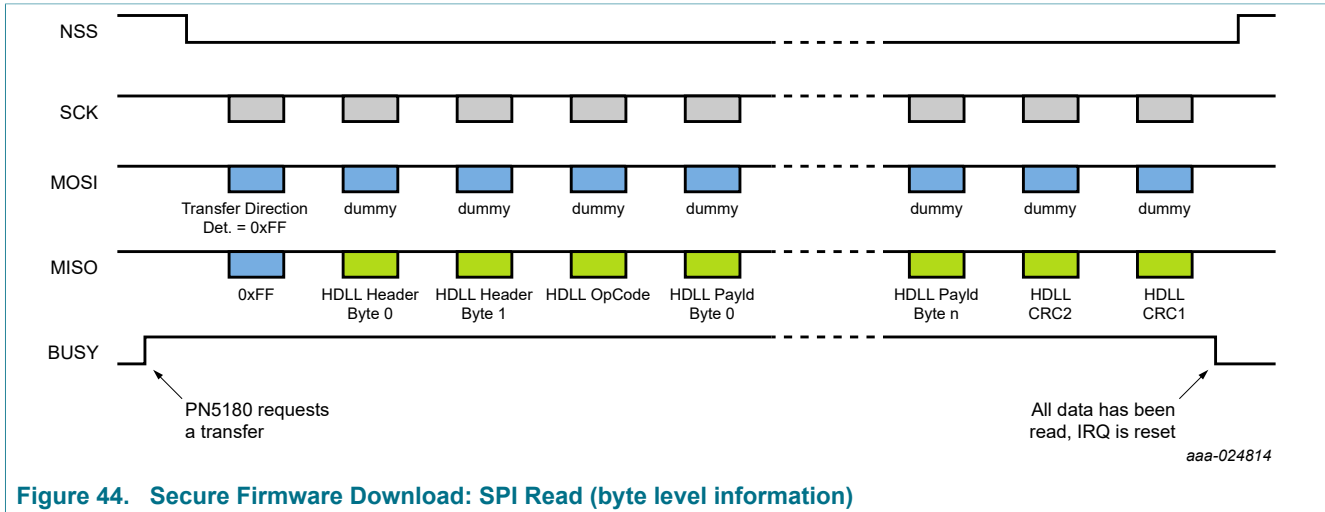 NSS
SCK
MOSI
Transfer Direction
Det. = 0xFF
dummy
dummy
dummy
dummy
dummy
dummy
dummy
MISO
0xFF
HDLL Header
Byte 0
HDLL Header
Byte 1
HDLL OpCode
HDLL Payld
Byte 0
HDLL Payld
Byte n
HDLL
CRC2
HDLL
CRC1
BUSY
PN5180 requests
a transfer
All data has been
read, IRQ is reset
aaa-024814
Figure 44. Secure Firmware Download: SPI Read (byte level information)